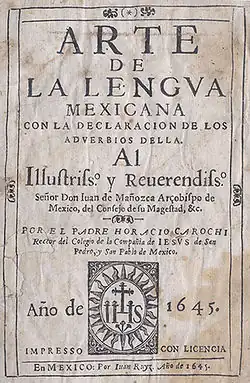 (*)
ARTE
DE
LA LENGVA
MEXICANA
CON LA DECLARACION DE LOS
ADVERBIOS DELLA.
Al
Illustriss.º y Reuerendiss.º
Señor Don Iuan de Mañozca Arçobispo de
Mexico, del Consejo de su Magestad, &c.
POR EL PADRE HORACIO CAROCHI
Rector del Colegio de la Compañia de IESVS de San
Pedro, y San Pablo de Mexico.
Año de IHS 1645.
IMPRESSO CON LICENCIA
En MEXICO: Por Iuan Ruyz. Año de 1645